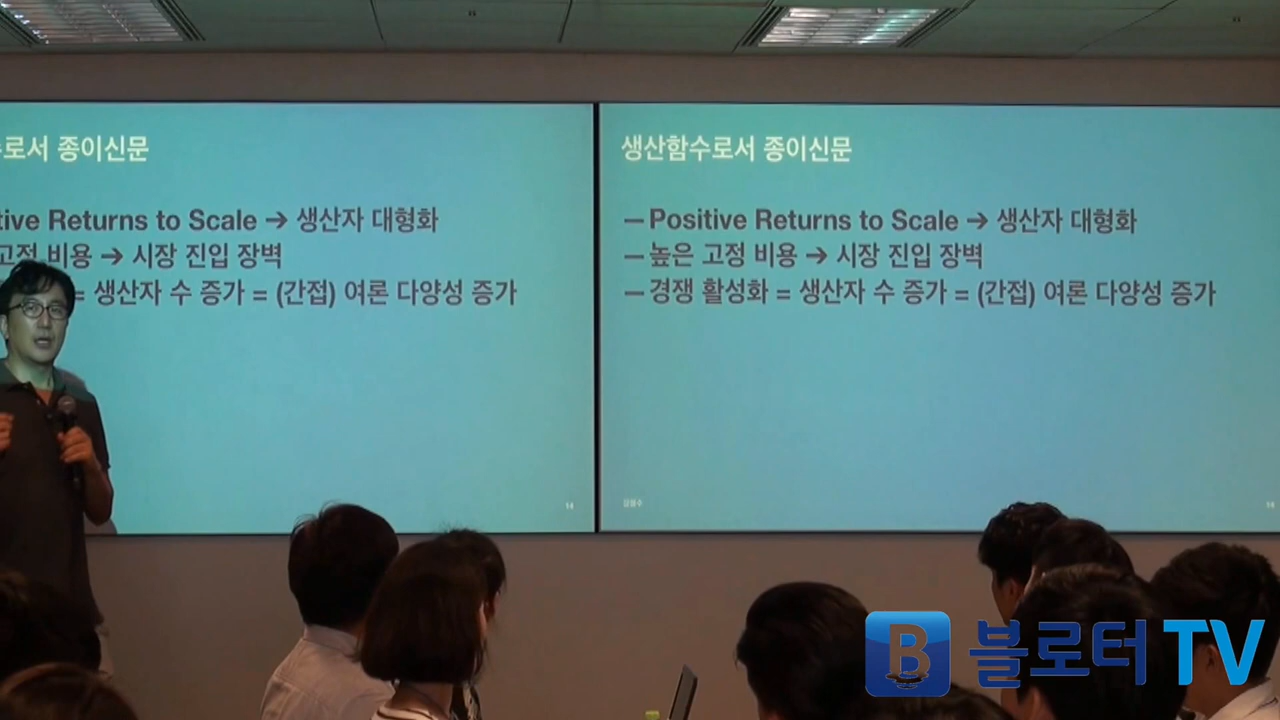 수로서 종이신문
tive Returns to Scale → 생산자 대형화
고정 비용 → 시장 진입 장벽
= 생산자 수 증가 = (간접) 여론 다양성 증가
14
생산함수로서 종이신문
— Positive Returns to Scale → 생산자 대형화
— 높은 고정 비용 → 시장 진입 장벽
— 경쟁 활성화 = 생산자 수 증가 = (간접) 여론 다양성 증가
14
B 블로터TV